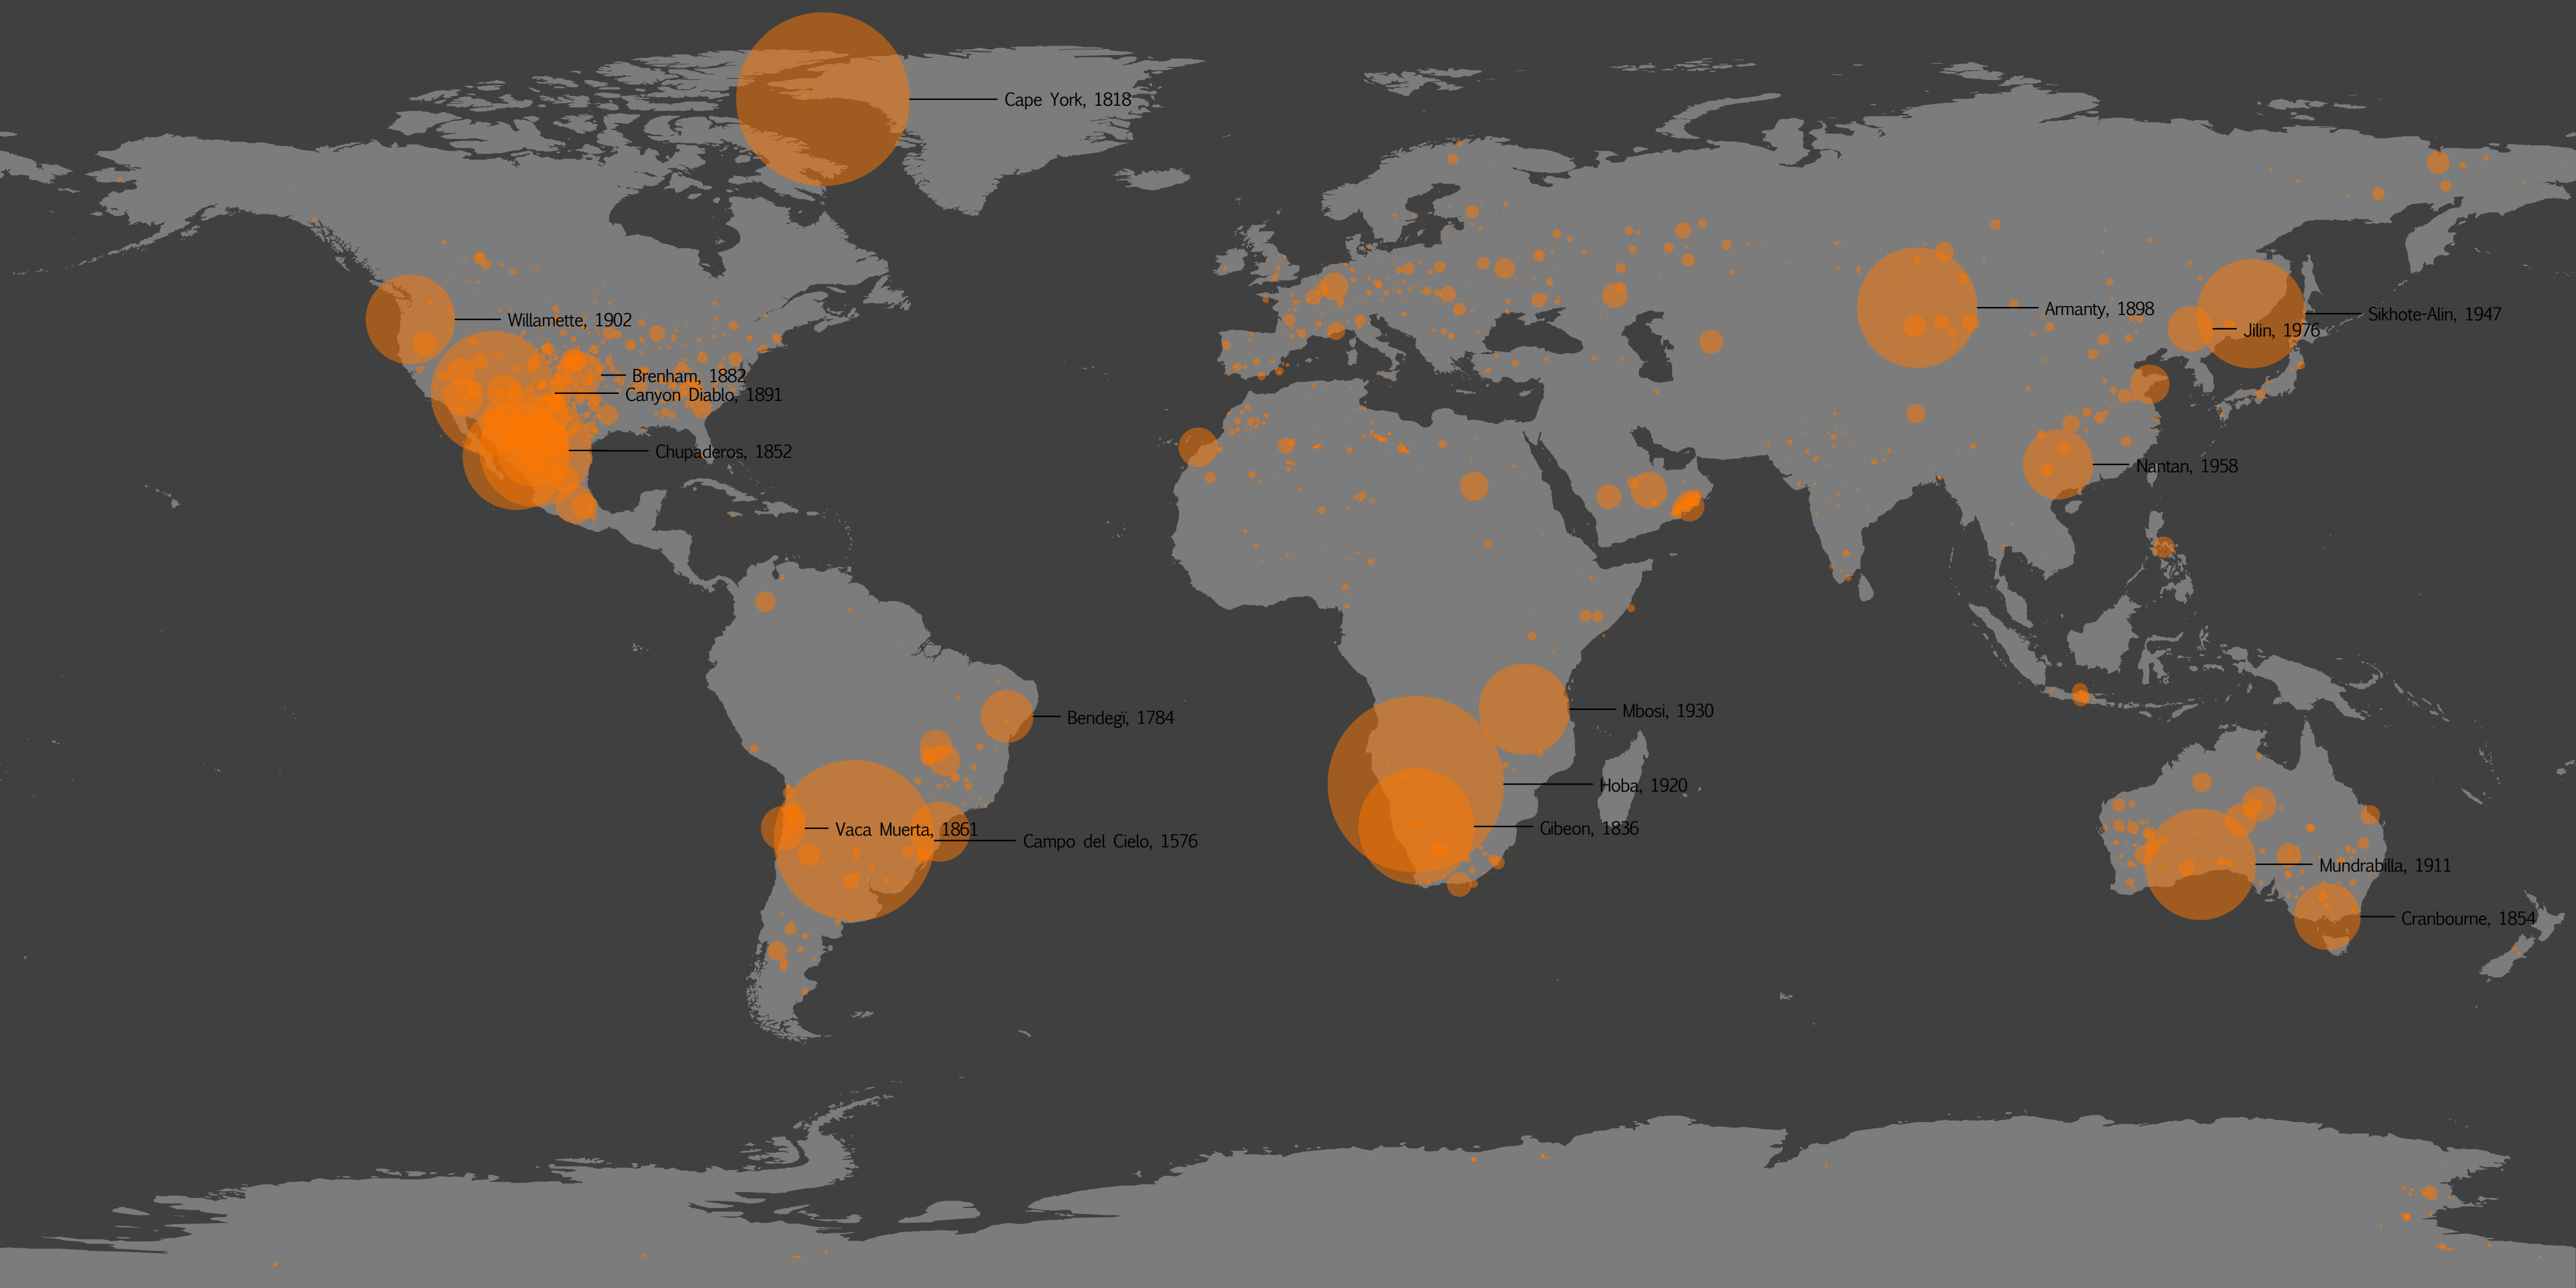 Cape York, 1818
Armanty, 1898
Sikhote-Alin, 1947
Willamette, 1902
Jilin, 1976
Brenham, 1882
Canyon Diablo, 1891
Chupaderos, 1852
Nantan, 1958
Mbosi, 1930
Bendegï, 1784
Hoba, 1920
Vaca Muerta, 1861
Gibeon, 1836
Campo del Cielo, 1576
Mundrabilla, 1911
Cranbourne, 1854